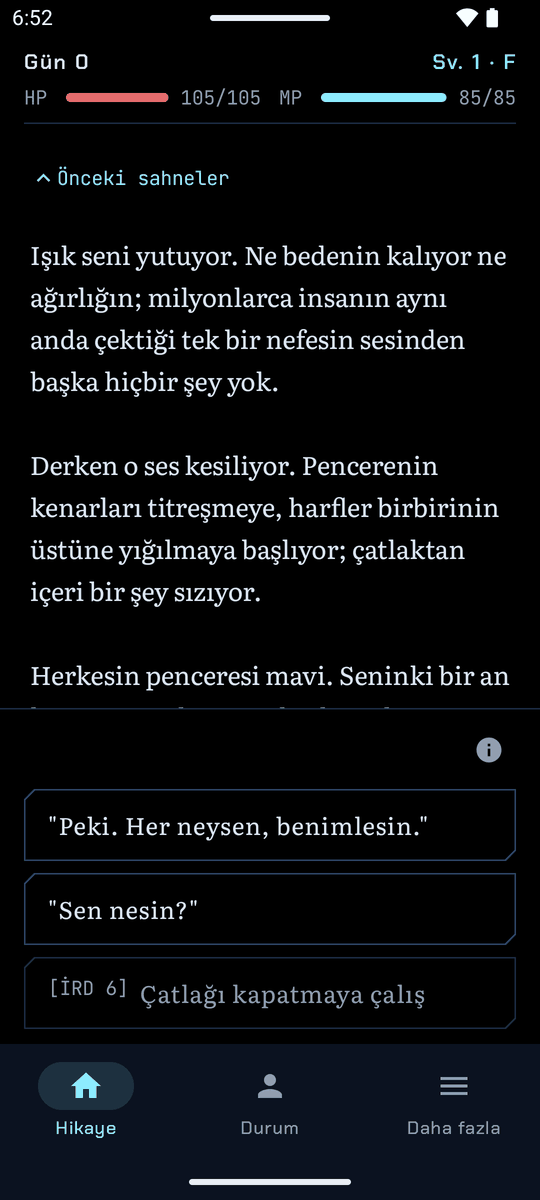 6:52
Gün 0
Sv. 1 · F
HP 105/105 MP 85/85
Önceki sahneler
Işık seni yutuyor. Ne bedenin kalıyor ne
ağırlığın; milyonlarca insanın aynı
anda çektiği tek bir nefesin sesinden
başka hiçbir şey yok.
Derken o ses kesiliyor. Pencerenin
kenarları titreşmeye, harfler birbirinin
üstüne yığılmaya başlıyor; çatlaktan
içeri bir şey sızıyor.
Herkesin penceresi mavi. Seninki bir an
"Peki. Her neysen, benimlesin."
"Sen nesin?"
[İRD 6] Çatlağı kapatmaya çalış
Hikaye
Durum
Daha fazla